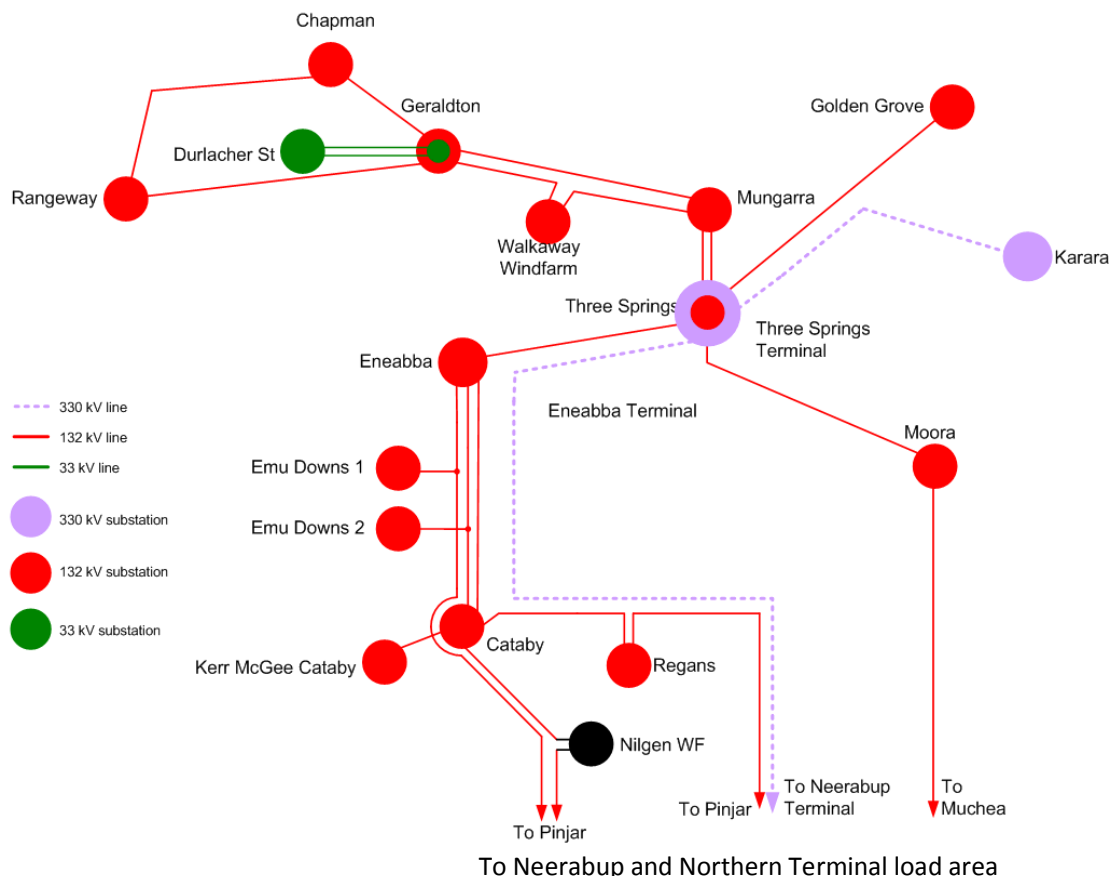 Chapman
Geraldton
Golden Grove
Durlacher St
Rangeway
Mungarra
Walkaway
Windfarm
Karara
Three Springs
Three Springs
Terminal
Eneabba
Eneabba Terminal
330 kV line
132 kV line
33 kV line
Moora
Emu Downs 1
330 kV substation
Emu Downs 2
132 kV substation
33 kV substation
Cataby
Kerr McGee Cataby
Regans
Nilgen WF
To Pinjar
To Pinjar
To Neerabup
Terminal
To
Muchea
To Neerabup and Northern Terminal load area